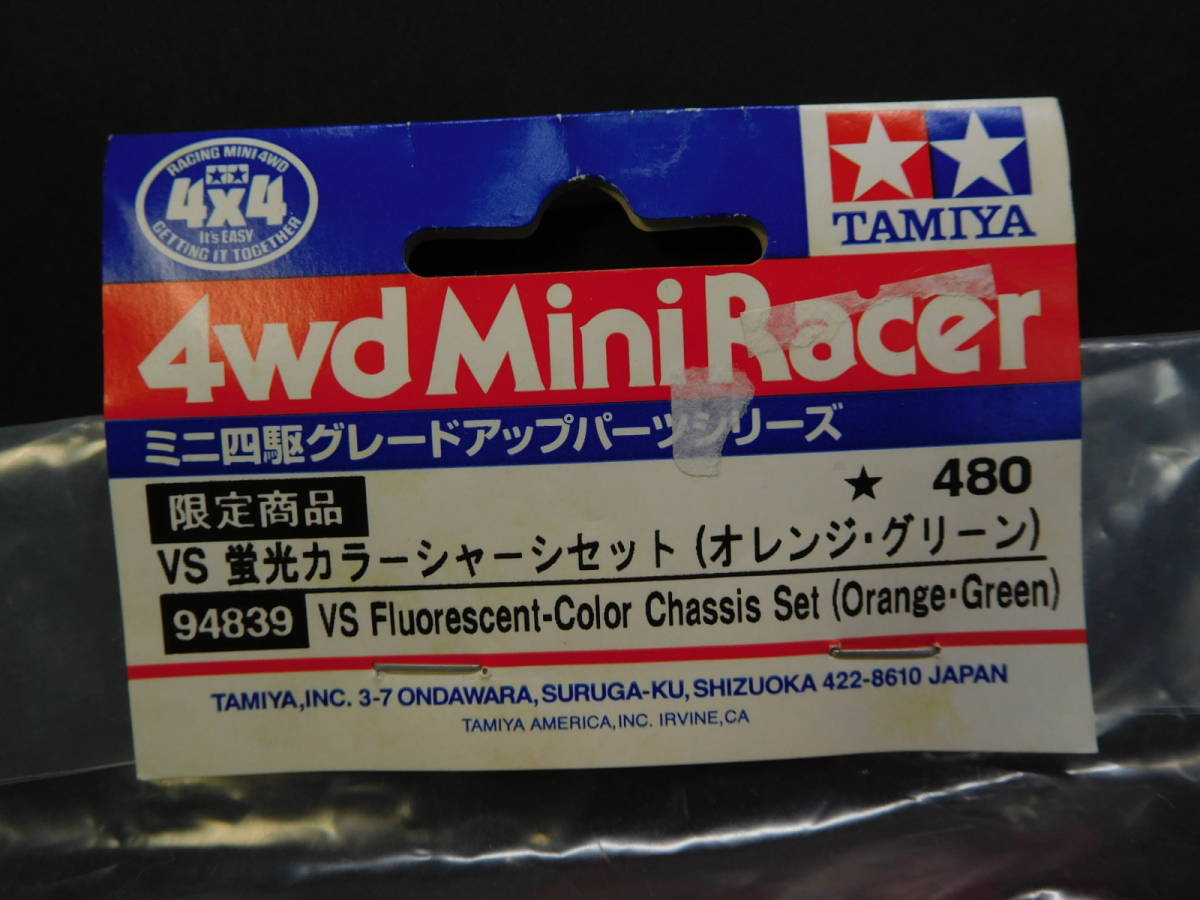 RACING MINI 4WD
4x4
It's EASY
GETTING IT TOGETHER
TAMIYA
4wd Mini Racer
ミニ四駆グレードアップパーツシリーズ
限定商品
★ 480
VS 蛍光カラーシャーシセット (オレンジ・グリーン)
94839 VS Fluorescent-Color Chassis Set (Orange・Green)
TAMIYA,INC. 3-7 ONDAWARA,SURUGA-KU,SHIZUOKA 422-8610 JAPAN
TAMIYA AMERICA,INC. IRVINE,CA